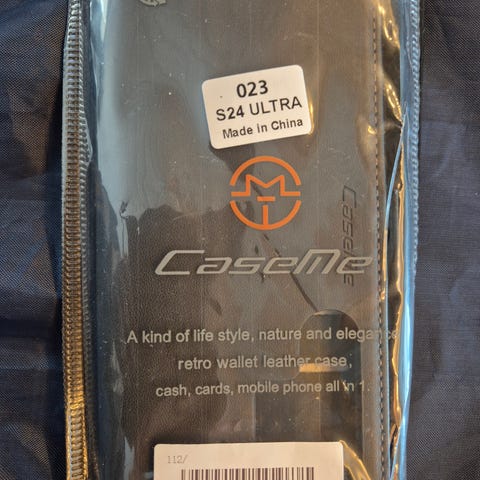 023
S24 ULTRA
Made in China
CaseMe
CaseMe
A kind of life style, nature and elegance
retro wallet leather case,
cash, cards, mobile phone all in 1.
112/